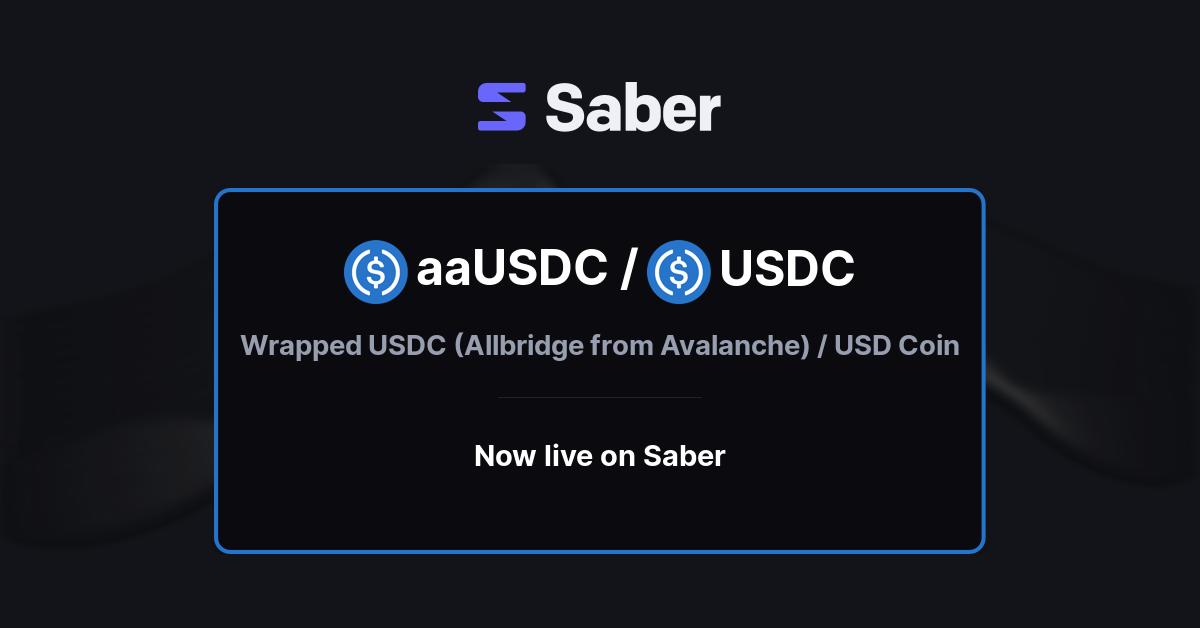 Saber
aaUSDC / USDC
Wrapped USDC (Allbridge from Avalanche) / USD Coin
Now live on Saber